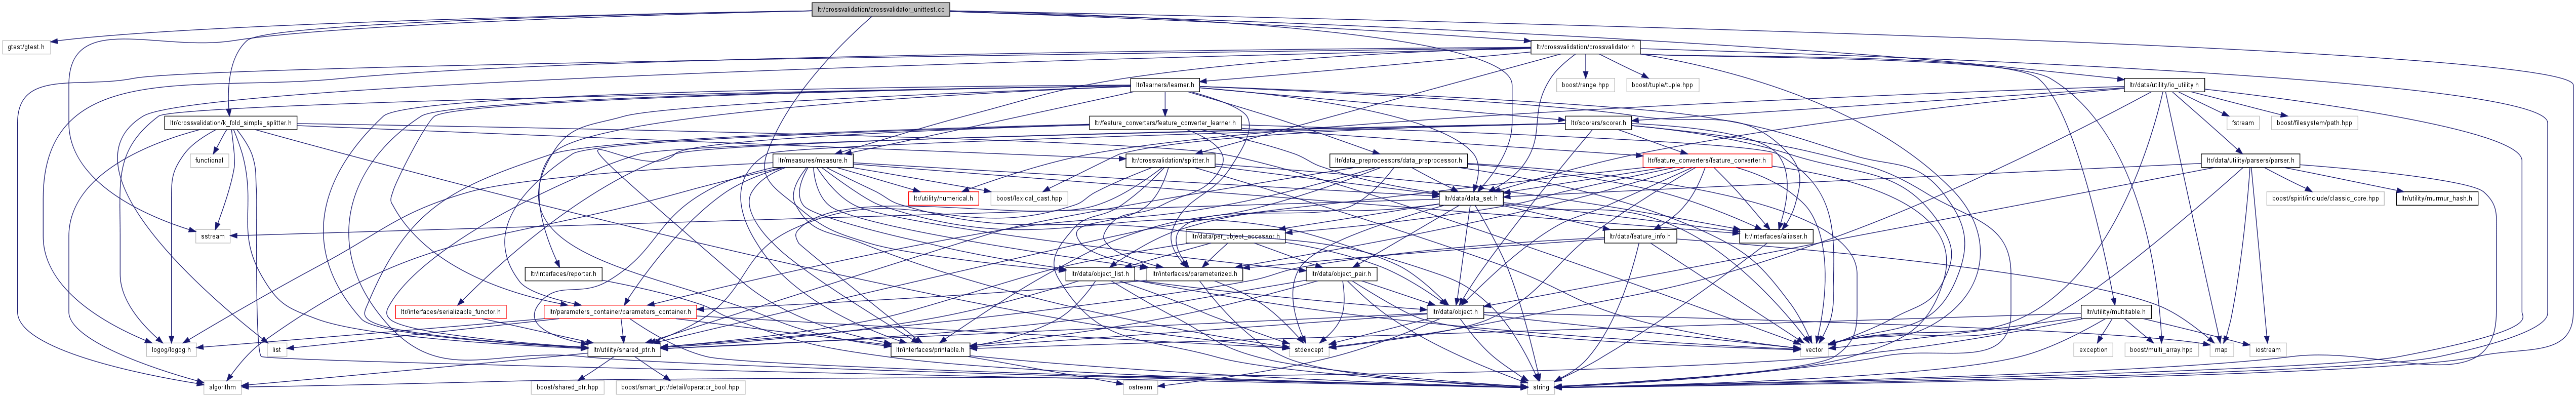 ltr/crossvalidation/crossvalidator_unittest.cc
gtest/gtest.h
ltr/crossvalidation/crossvalidator.h
ltr/learners/learner.h
boost/range.hpp
boost/tuple/tuple.hpp
ltr/data/utility/io_utility.h
ltr/crossvalidation/k_fold_simple_splitter.h
ltr/feature_converters/feature_converter_learner.h
ltr/scorers/scorer.h
fstream
boost/filesystem/path.hpp
functional
ltr/measures/measure.h
ltr/crossvalidation/splitter.h
ltr/data_preprocessors/data_preprocessor.h
ltr/feature_converters/feature_converter.h
ltr/data/utility/parsers/parser.h
ltr/utility/numerical.h
boost/lexical_cast.hpp
ltr/data/data_set.h
boost/spirit/include/classic_core.hpp
ltr/utility/murmur_hash.h
sstream
ltr/data/per_object_accessor.h
ltr/data/feature_info.h
ltr/interfaces/aliaser.h
ltr/interfaces/reporter.h
ltr/data/object_list.h
ltr/interfaces/parameterized.h
ltr/data/object_pair.h
ltr/interfaces/serializable_functor.h
ltr/parameters_container/parameters_container.h
ltr/data/object.h
ltr/utility/multitable.h
logog/logog.h
list
ltr/utility/shared_ptr.h
ltr/interfaces/printable.h
stdexcept
vector
exception
boost/multi_array.hpp
map
iostream
algorithm
boost/shared_ptr.hpp
boost/smart_ptr/detail/operator_bool.hpp
ostream
string